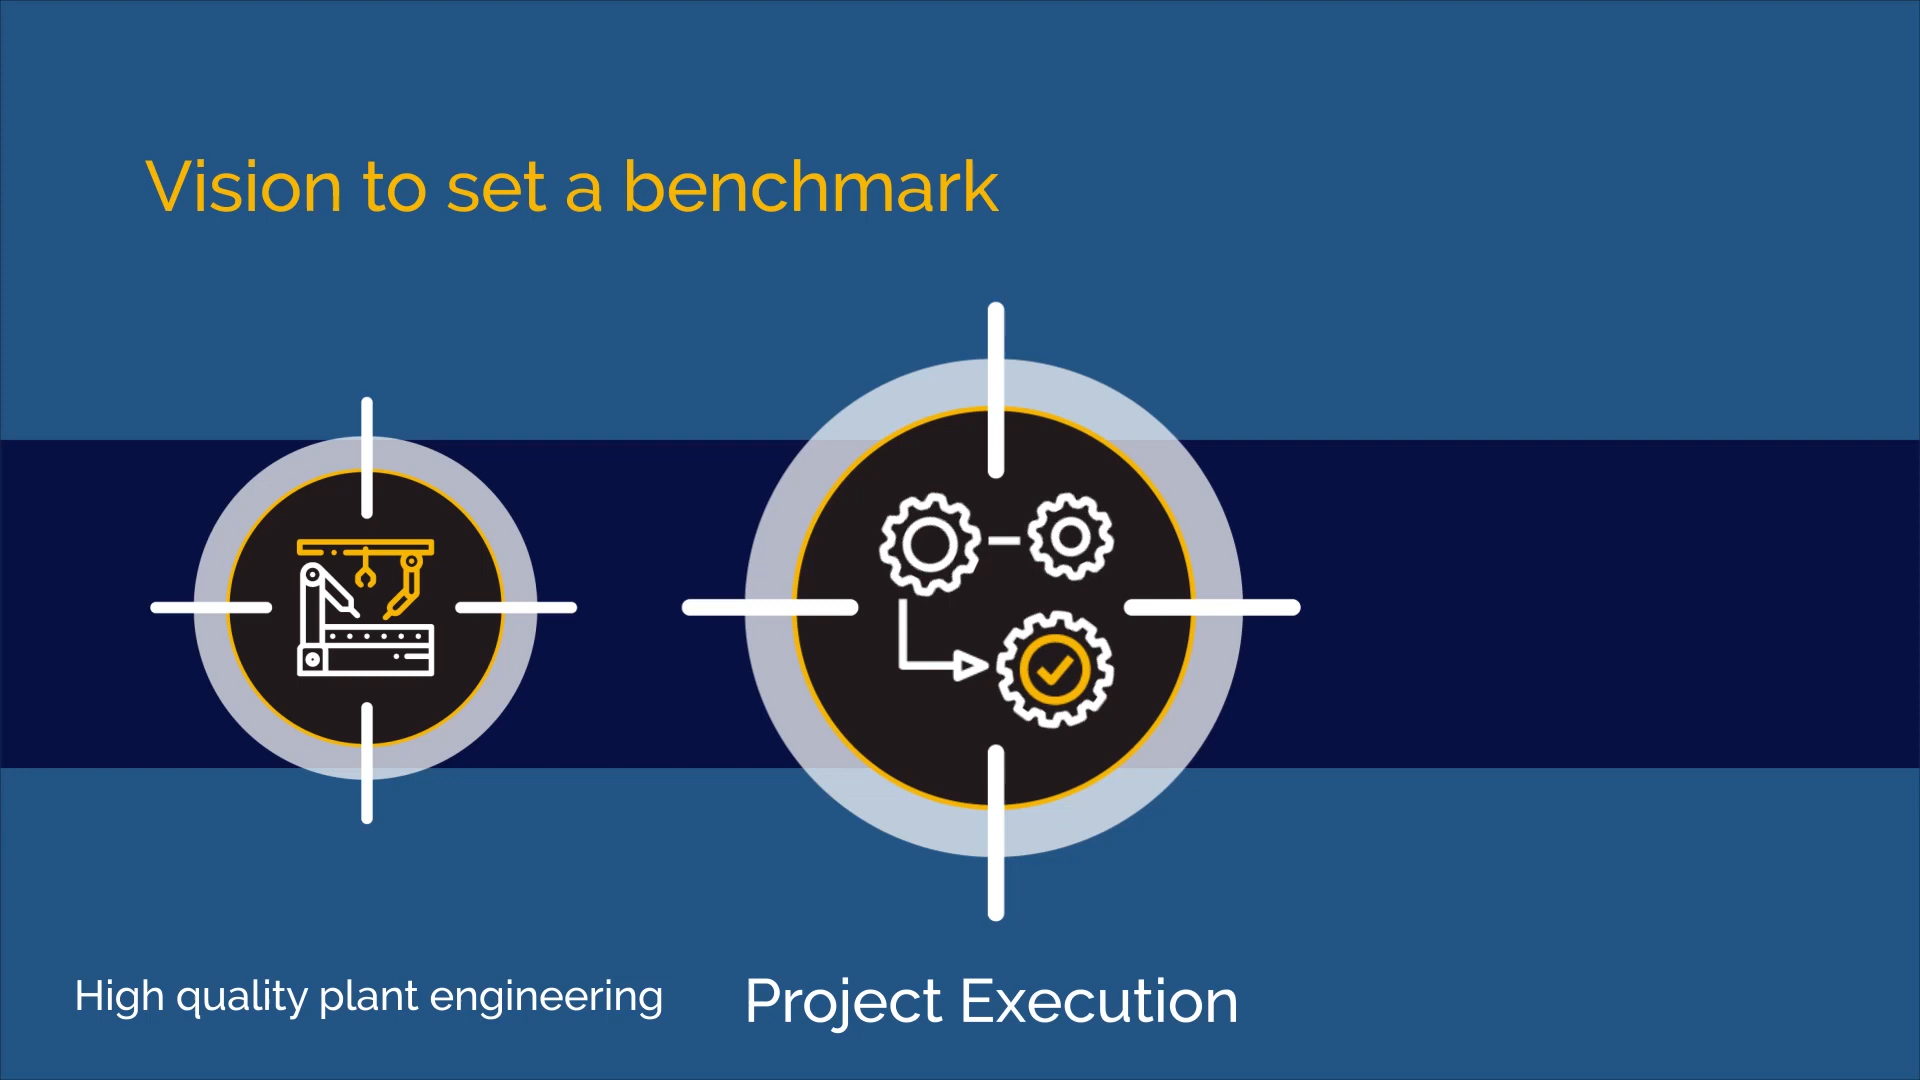 Vision to set a benchmark
High quality plant engineering
Project Execution